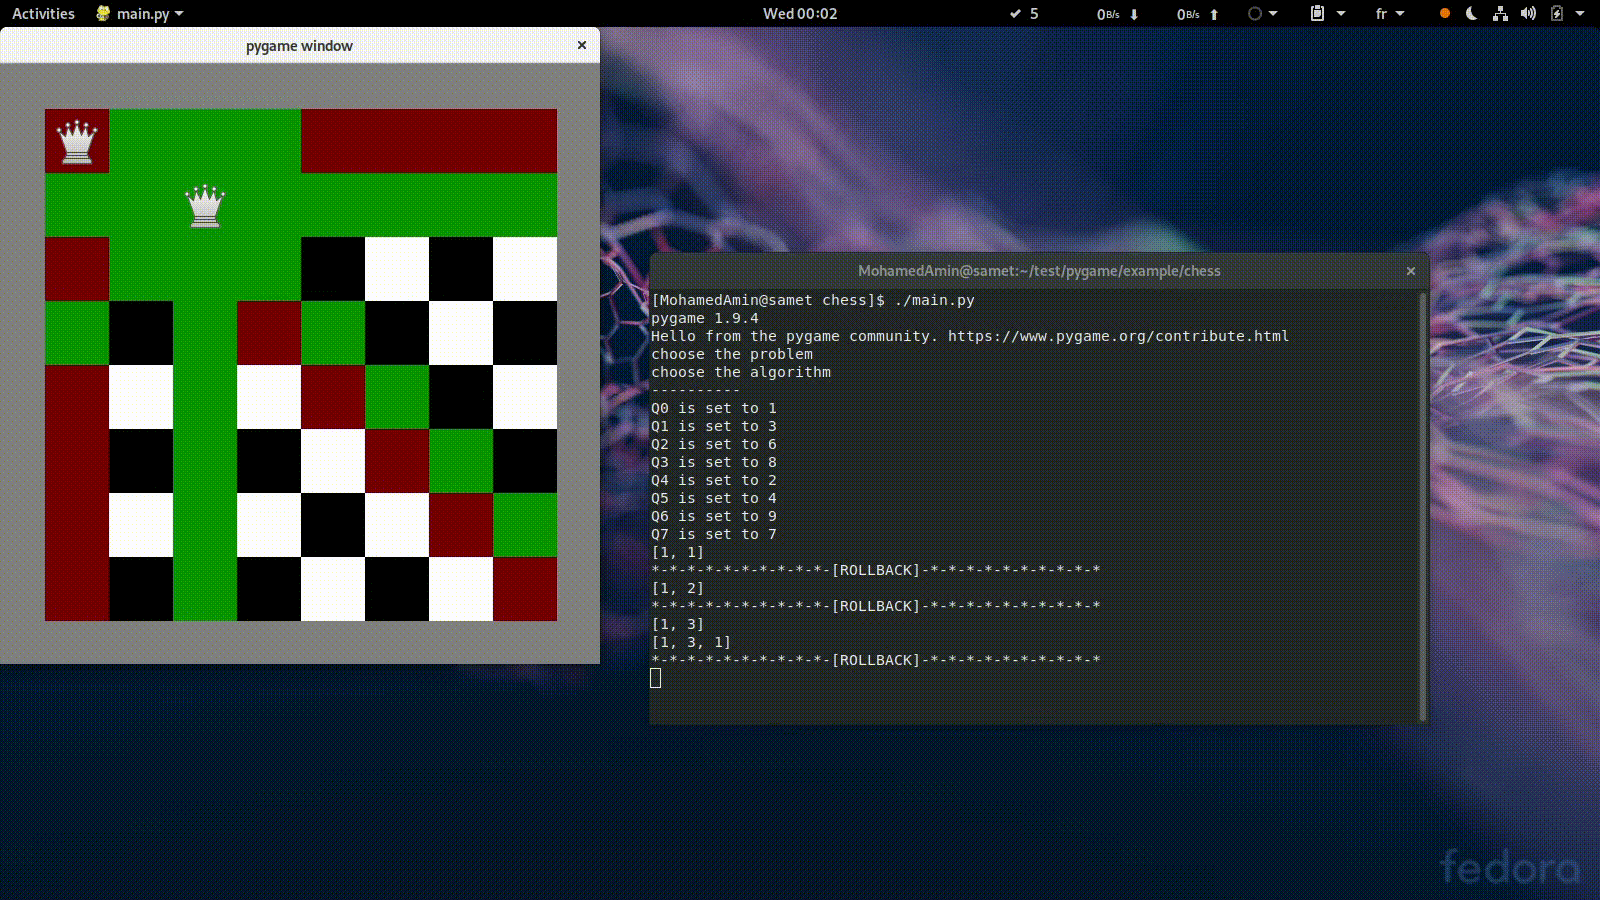 Activities main.py Wed 00:02 5 0B/s 0B/s fr
pygame window
MohamedAmin@samet:~/test/pygame/example/chess
[MohamedAmin@samet chess]$ ./main.py
pygame 1.9.4
Hello from the pygame community. https://www.pygame.org/contribute.html
choose the problem
choose the algorithm
----------
Q0 is set to 1
Q1 is set to 3
Q2 is set to 6
Q3 is set to 8
Q4 is set to 2
Q5 is set to 4
Q6 is set to 9
Q7 is set to 7
[1, 1]
*-*-*-*-*-*-*-*-*-*-[ROLLBACK]-*-*-*-*-*-*-*-*-*-*
[1, 2]
*-*-*-*-*-*-*-*-*-*-[ROLLBACK]-*-*-*-*-*-*-*-*-*-*
[1, 3]
[1, 3, 1]
*-*-*-*-*-*-*-*-*-*-[ROLLBACK]-*-*-*-*-*-*-*-*-*-*
fedora